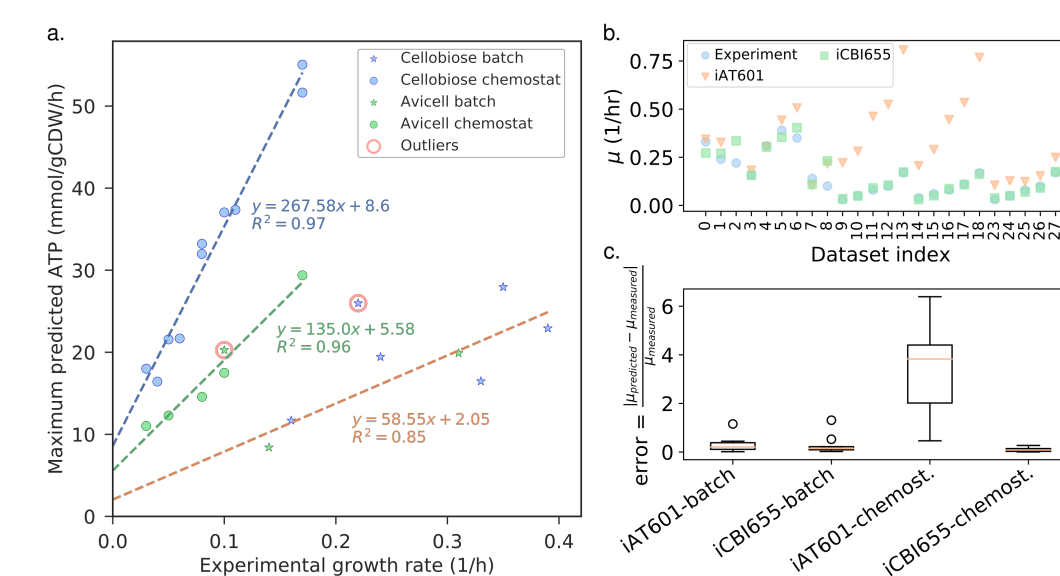 a.
Maximum predicted ATP (mmol/gCDW/h)
50
40
30
20
10
0
0.0 0.1 0.2 0.3 0.4
Experimental growth rate (1/h)
Cellobiose batch
Cellobiose chemostat
Avicell batch
Avicell chemostat
Outliers
y = 267.58x + 8.6
R² = 0.97
y = 135.0x + 5.58
R² = 0.96
y = 58.55x + 2.05
R² = 0.85
b.
μ (1/hr)
0.75
0.50
0.25
0.00
Experiment
iAT601
iCBI655
0 1 2 3 4 5 6 7 8 9 10 11 12 13 14 15 16 17 18 23 24 25 26 27
Dataset index
c.
error = |μpredicted − μmeasured| / μmeasured
6
4
2
0
iAT601-batch
iCBI655-batch
iAT601-chemost.
iCBI655-chemost.